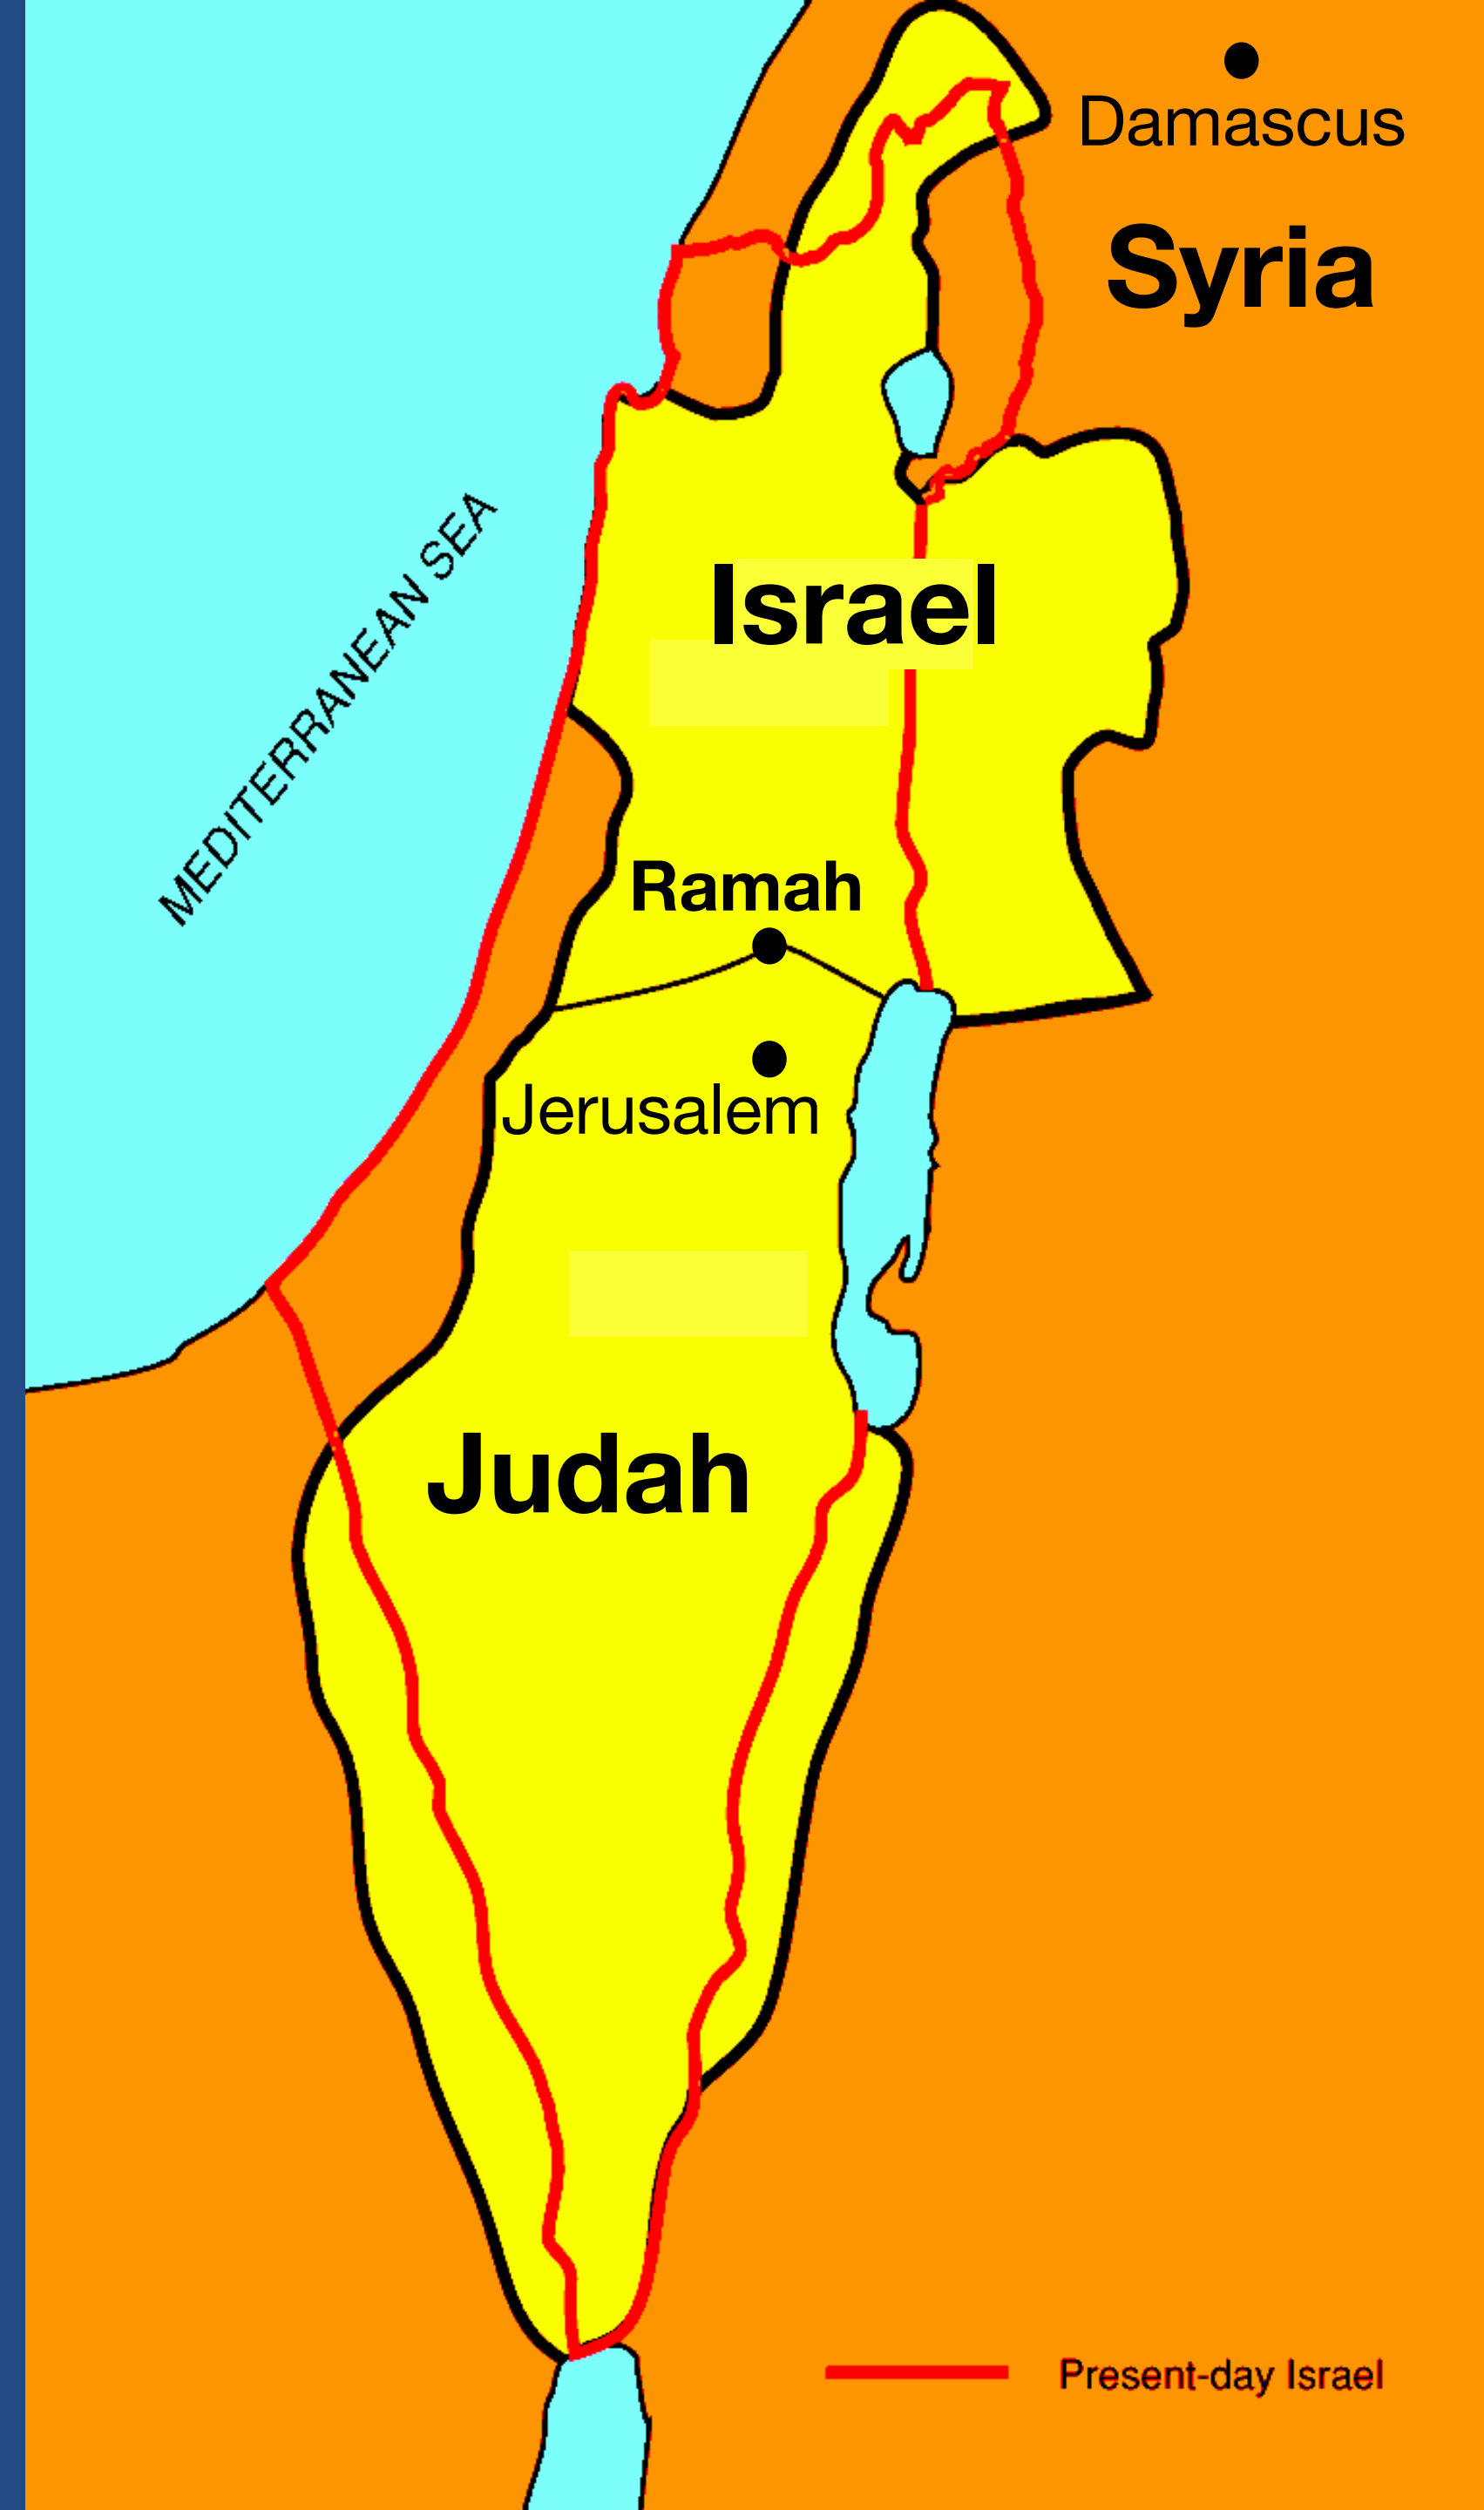 Damascus
Syria
MEDITERRANEAN SEA
Israel
Ramah
Jerusalem
Judah
Present-day Israel